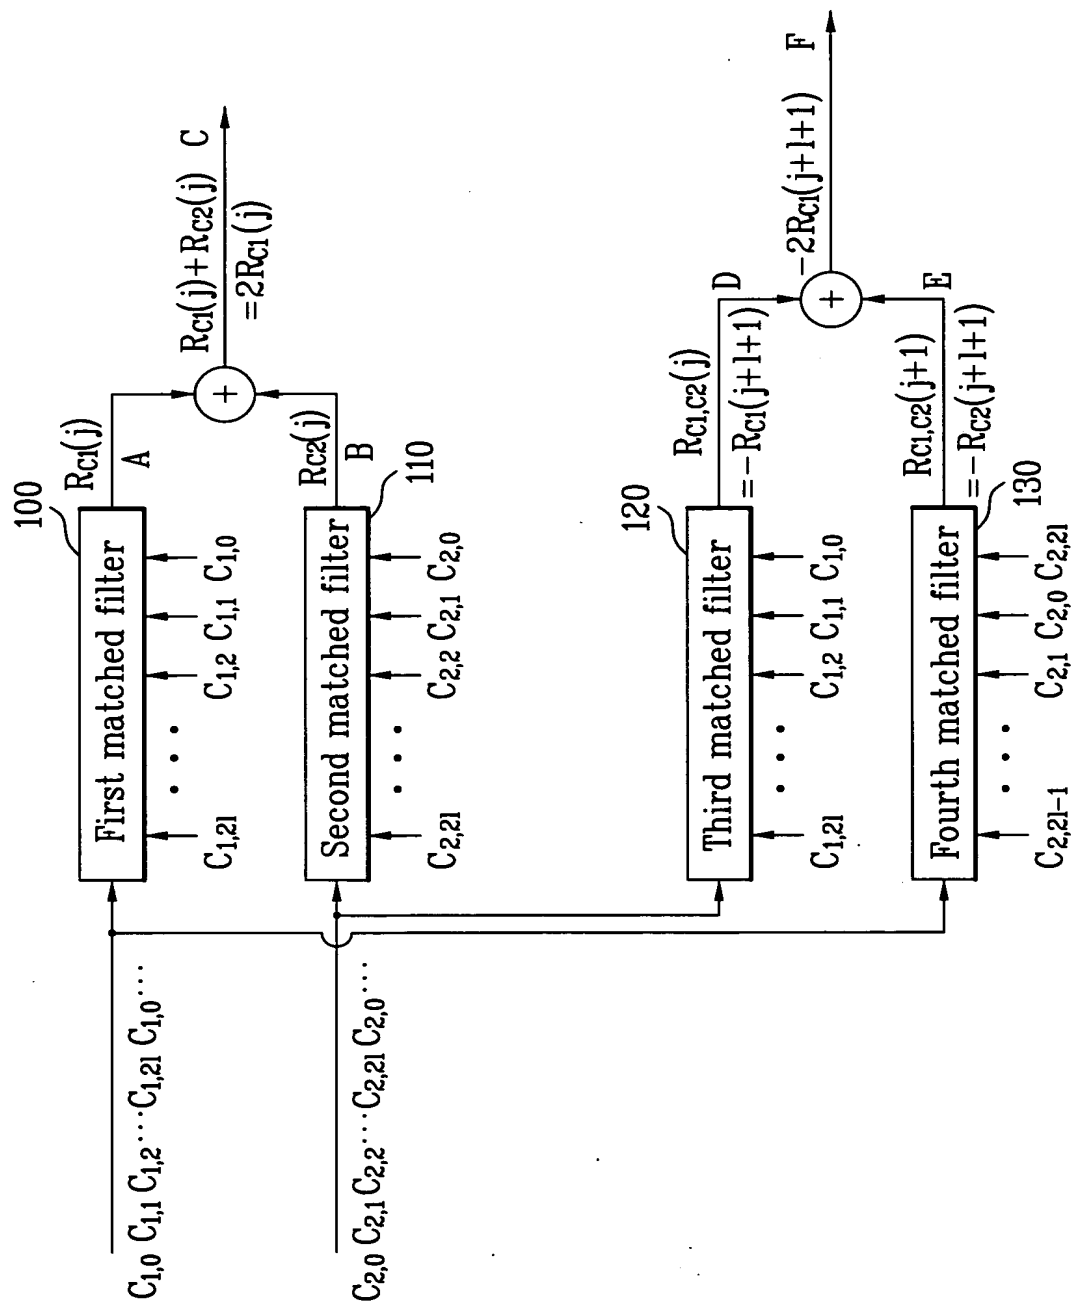 C1,0 C1,1 C1,2 ··· C1,2l C1,0 ···
100
First matched filter
C1,2l ··· C1,2 C1,1 C1,0
RC1(j)
A
RC1(j)+RC2(j) C
=2RC1(j)
+
C2,0 C2,1 C2,2 ··· C2,2l C2,0 ···
RC2(j)
B
110
Second matched filter
C2,2l ··· C2,2 C2,1 C2,0
120
Third matched filter
C1,2l ··· C1,2 C1,1 C1,0
RC1,C2(j)
D
=-RC1(j+l+1)
-2RC1(j+l+1) F
+
RC1,C2(j+1)
E
=-RC2(j+l+1)
130
Fourth matched filter
C2,2l-1 ··· C2,1 C2,0 C2,2l